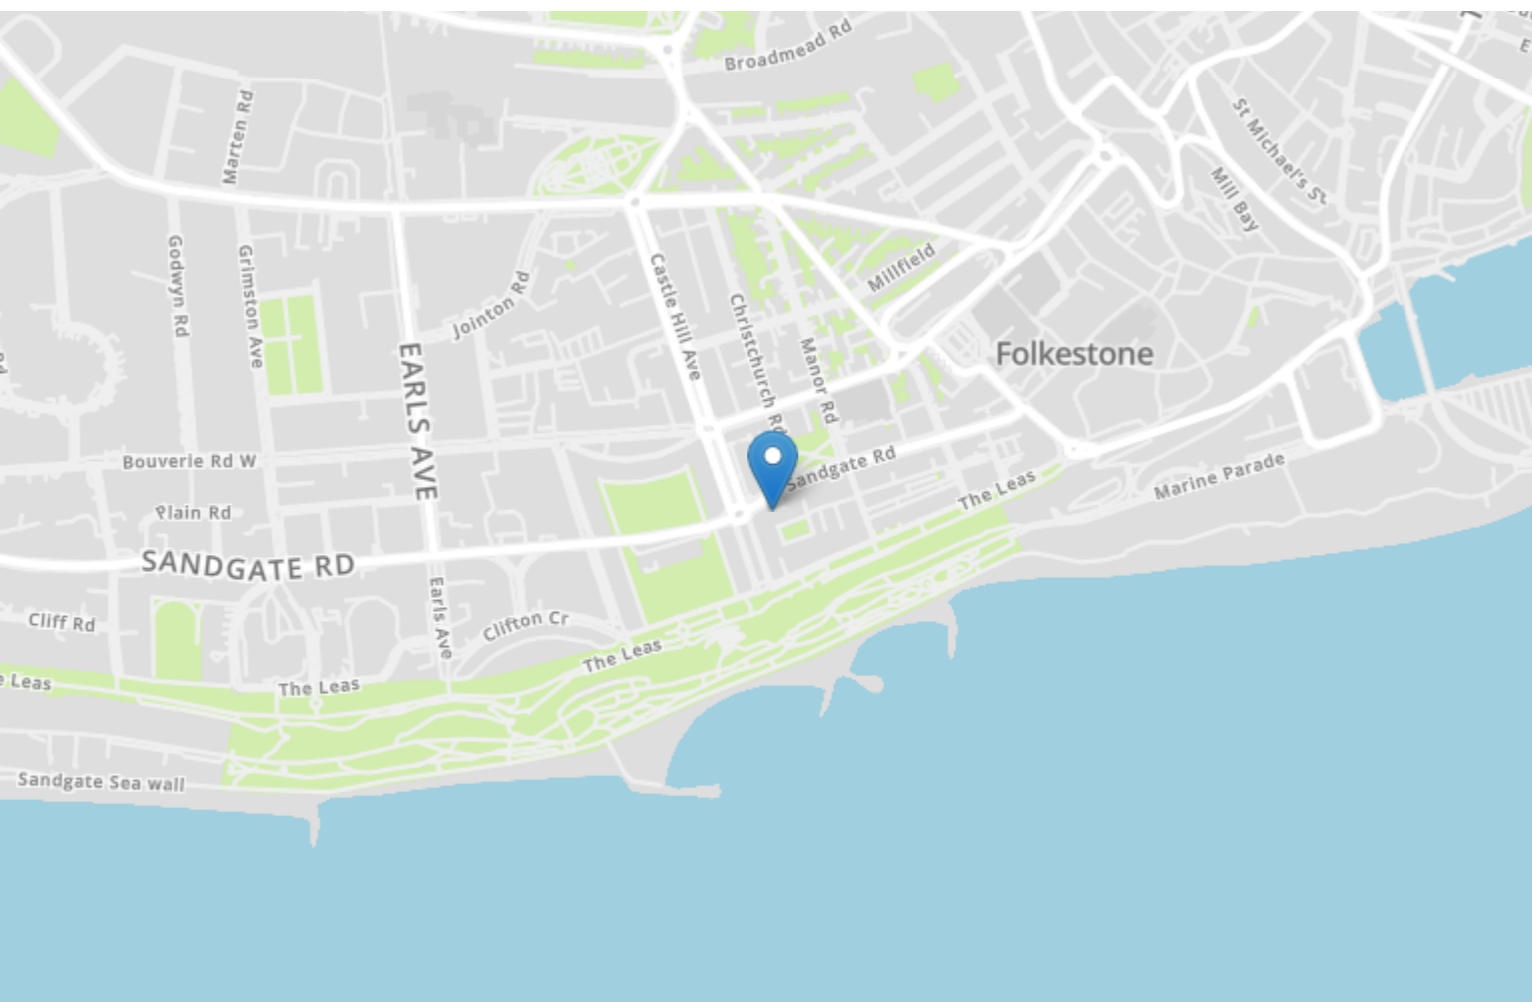 Broadmead Rd
Marten Rd
St Michael's St
Mill Bay
Godwyn Rd
Grimston Ave
Jointon Rd
Castle Hill Ave
Millfield
Christchurch Rd
Manor Rd
Folkestone
EARLS AVE
Bouverie Rd W
Sandgate Rd
The Leas
Marine Parade
Plain Rd
SANDGATE RD
Earls Ave
Cliff Rd
Clifton Cr
The Leas
e Leas
The Leas
Sandgate Sea wall